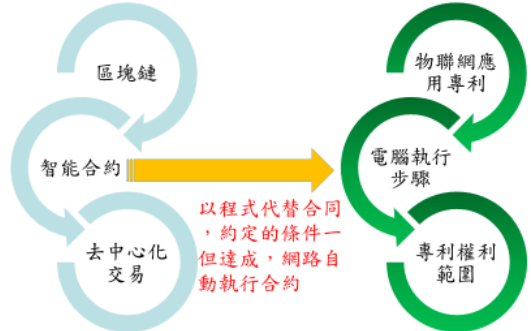 區塊鏈
智能合約
去中心化
交易
以程式代替合同
，約定的條件一
但達成，網路自
動執行合約
物聯網應
用專利
電腦執行
步驟
專利權利
範圍